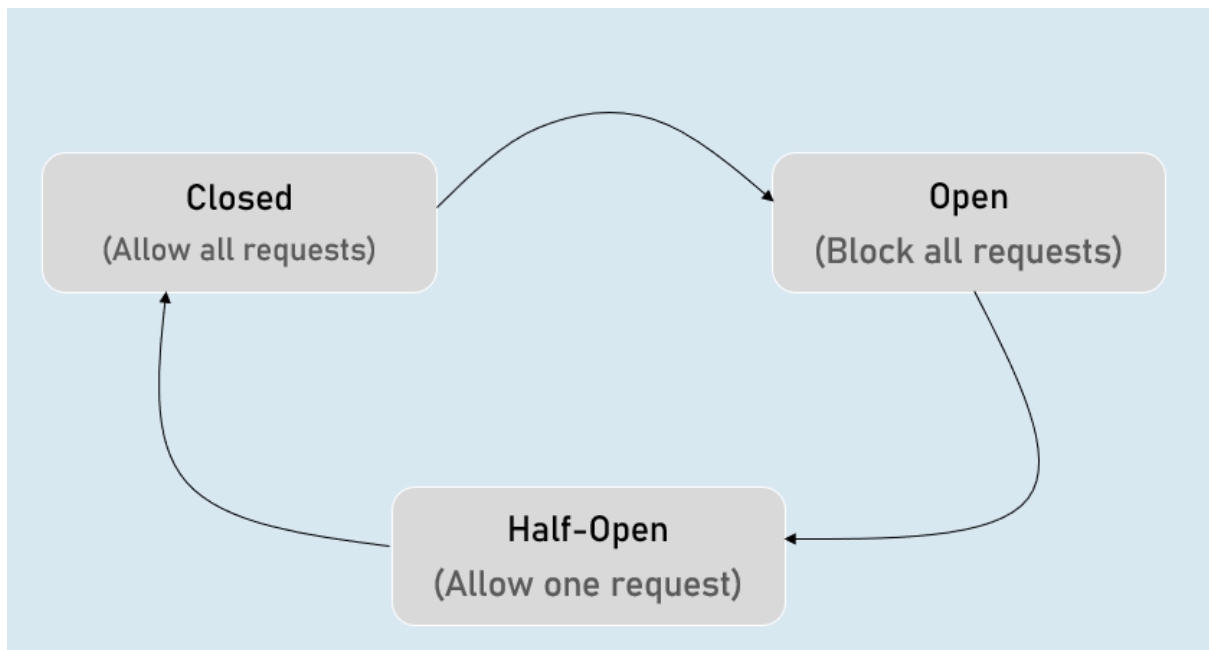 Closed
(Allow all requests)
Open
(Block all requests)
Half-Open
(Allow one request)